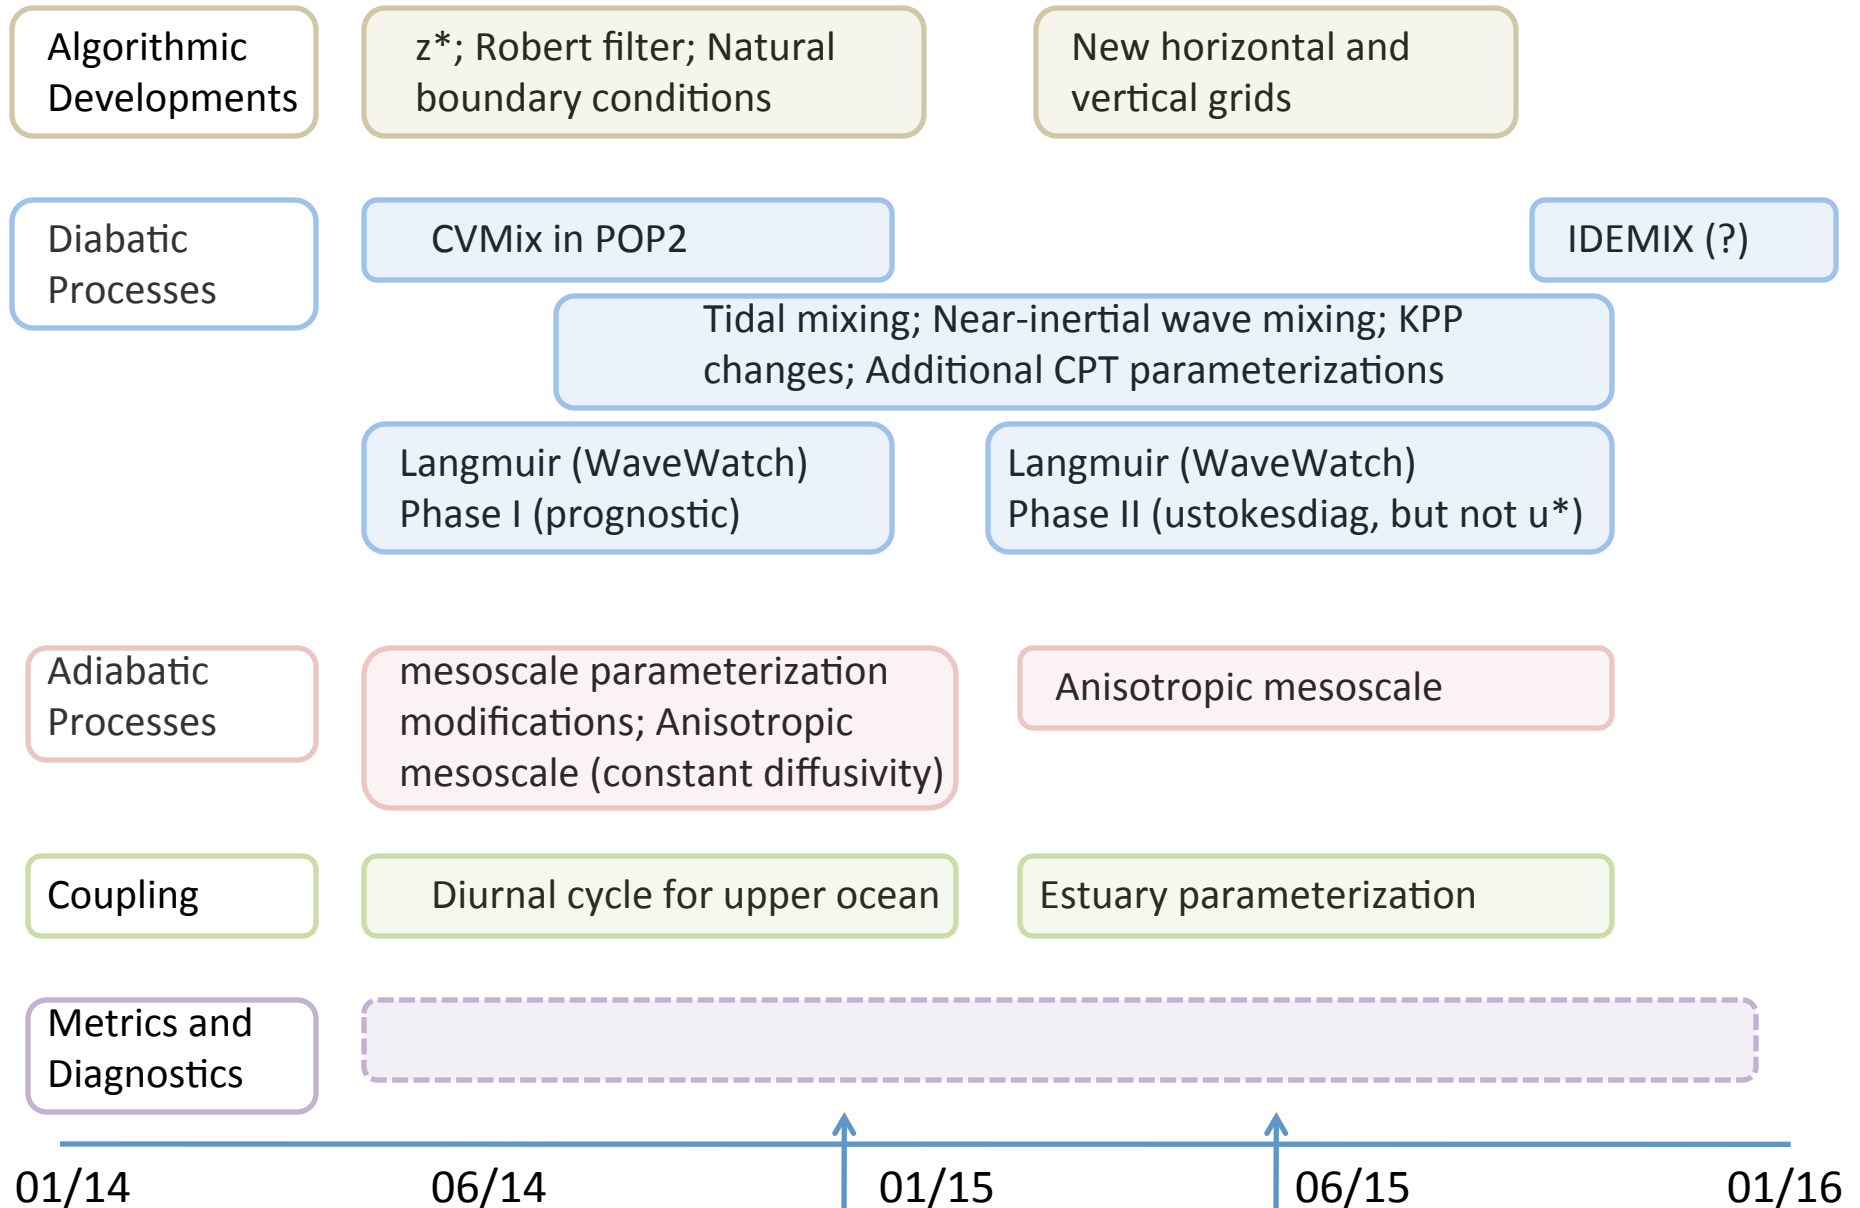 Algorithmic
Developments
z*; Robert filter; Natural
boundary conditions
New horizontal and
vertical grids
Diabatic
Processes
CVMix in POP2
IDEMIX (?)
Tidal mixing; Near-inertial wave mixing; KPP
changes; Additional CPT parameterizations
Langmuir (WaveWatch)
Phase I (prognostic)
Langmuir (WaveWatch)
Phase II (ustokesdiag, but not u*)
Adiabatic
Processes
mesoscale parameterization
modifications; Anisotropic
mesoscale (constant diffusivity)
Anisotropic mesoscale
Coupling
Diurnal cycle for upper ocean
Estuary parameterization
Metrics and
Diagnostics
01/14 06/14 01/15 06/15 01/16